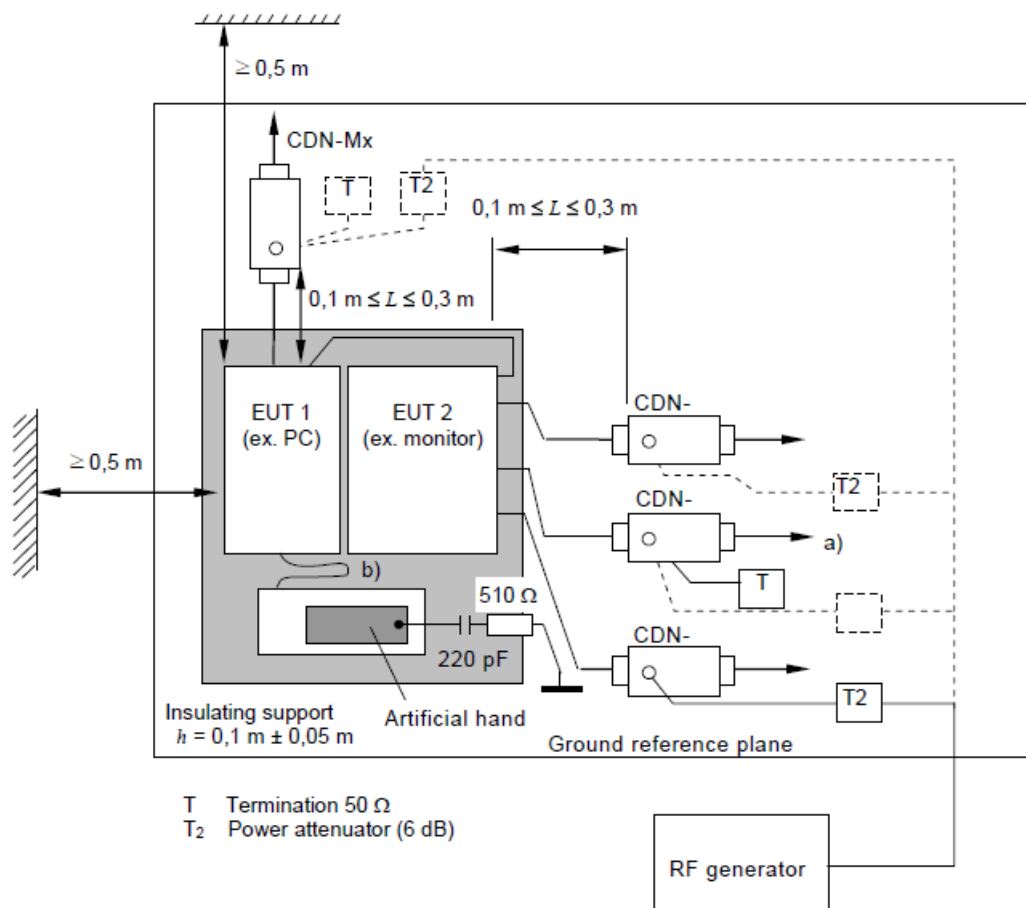 ≥ 0,5 m
CDN-Mx
T
T2
0,1 m ≤ L ≤ 0,3 m
0,1 m ≤ L ≤ 0,3 m
EUT 1
(ex. PC)
EUT 2
(ex. monitor)
CDN-
≥ 0,5 m
T2
CDN-
a)
b)
T
510 Ω
CDN-
220 pF
T2
Insulating support
h = 0,1 m ± 0,05 m
Artificial hand
Ground reference plane
T Termination 50 Ω
T2 Power attenuator (6 dB)
RF generator